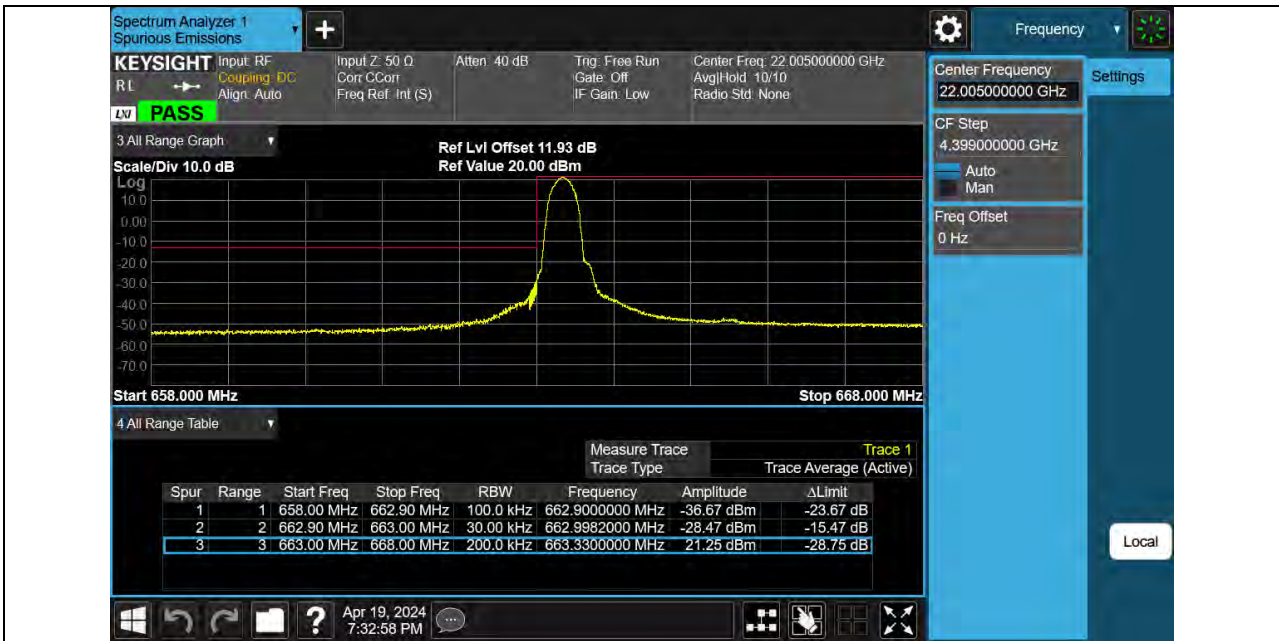 Spectrum Analyzer 1
Spurious Emissions
Frequency
KEYSIGHT
Input: RF
Coupling: DC
Align: Auto
Input Z: 50 Ω
Corr CCorr
Freq Ref: Int (S)
Atten: 40 dB
Trig: Free Run
Gate: Off
IF Gain: Low
Center Freq: 22.005000000 GHz
Avg|Hold: 10/10
Radio Std: None
RL
LXI
PASS
Center Frequency
22.005000000 GHz
Settings
CF Step
4.399000000 GHz
Auto
Man
Freq Offset
0 Hz
3 All Range Graph
Ref Lvl Offset 11.93 dB
Scale/Div 10.0 dB
Ref Value 20.00 dBm
Log
10.0
0.00
-10.0
-20.0
-30.0
-40.0
-50.0
-60.0
-70.0
Start 658.000 MHz
Stop 668.000 MHz
4 All Range Table
Measure Trace Trace 1
Trace Type Trace Average (Active)
Spur Range Start Freq Stop Freq RBW Frequency Amplitude ΔLimit
1 1 658.00 MHz 662.90 MHz 100.0 kHz 662.9000000 MHz -36.67 dBm -23.67 dB
2 2 662.90 MHz 663.00 MHz 30.00 kHz 662.9982000 MHz -28.47 dBm -15.47 dB
3 3 663.00 MHz 668.00 MHz 200.0 kHz 663.3300000 MHz 21.25 dBm -28.75 dB
Local
?
Apr 19, 2024
7:32:58 PM